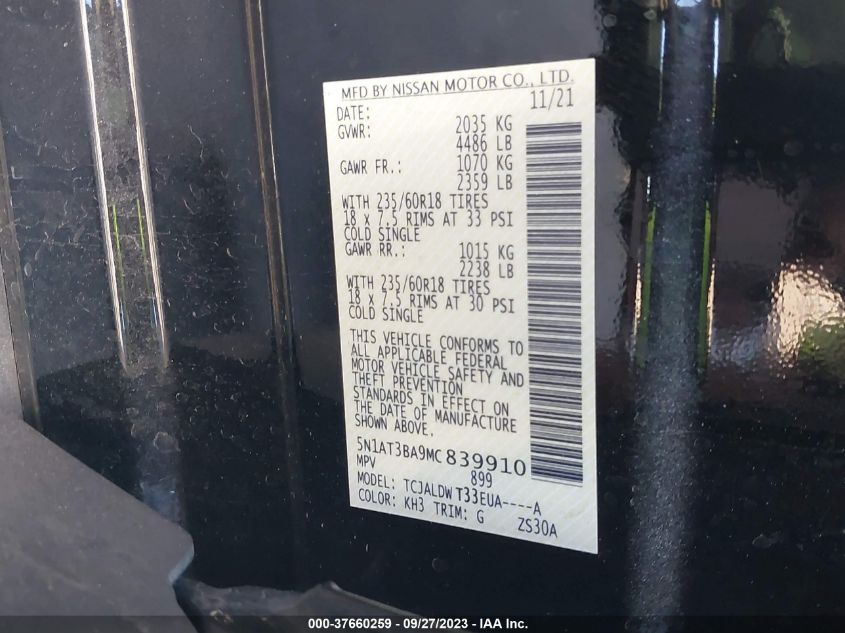 MFD BY NISSAN MOTOR CO., LTD.
DATE: 11/21
GVWR: 2035 KG
4486 LB
GAWR FR.: 1070 KG
2359 LB
WITH 235/60R18 TIRES
18 x 7.5 RIMS AT 33 PSI
COLD SINGLE
GAWR RR.: 1015 KG
2238 LB
WITH 235/60R18 TIRES
18 x 7.5 RIMS AT 30 PSI
COLD SINGLE
THIS VEHICLE CONFORMS TO
ALL APPLICABLE FEDERAL
MOTOR VEHICLE SAFETY AND
THEFT PREVENTION
STANDARDS IN EFFECT ON
THE DATE OF MANUFACTURE
SHOWN ABOVE.
5N1AT3BA9MC 839910
MPV 899
MODEL: TCJALDW T33EUA----A
COLOR: KH3 TRIM: G ZS30A
000-37660259 - 09/27/2023 - IAA Inc.